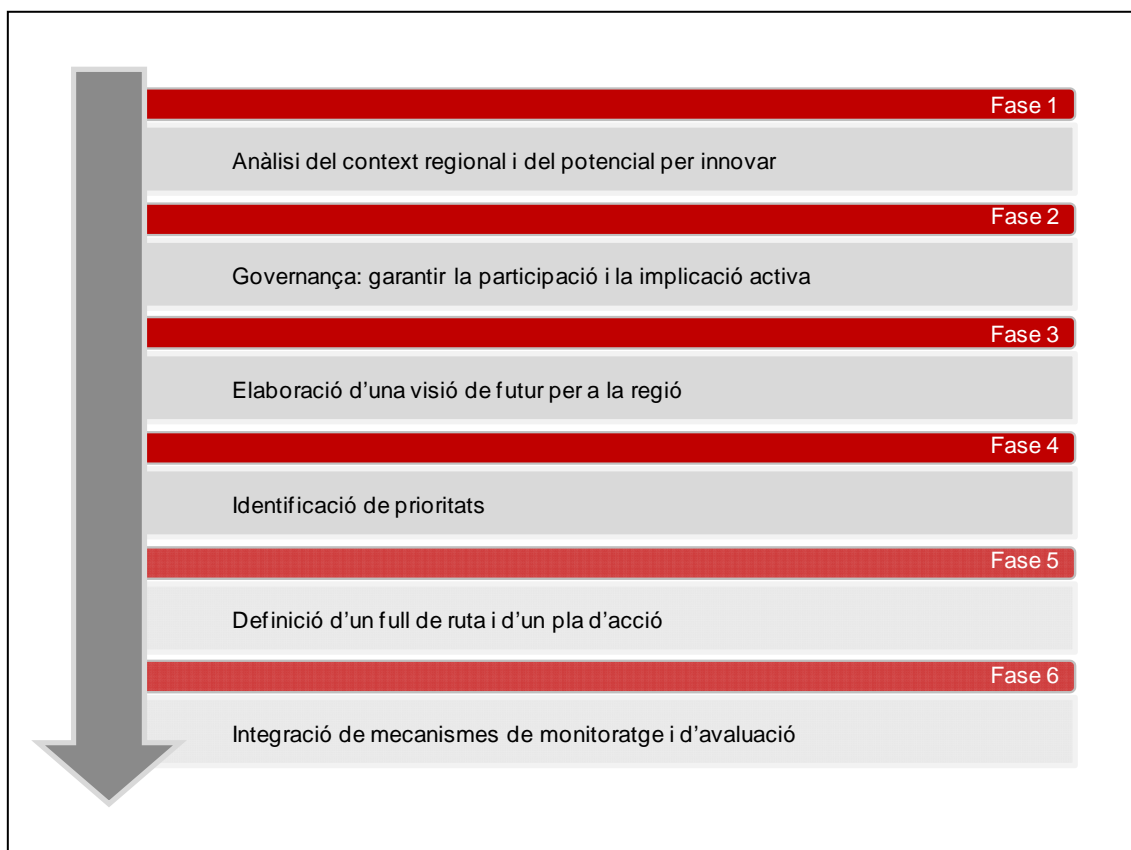 Fase 1
Anàlisi del context regional i del potencial per innovar
Fase 2
Governança: garantir la participació i la implicació activa
Fase 3
Elaboració d’una visió de futur per a la regió
Fase 4
Identificació de prioritats
Fase 5
Definició d’un full de ruta i d’un pla d’acció
Fase 6
Integració de mecanismes de monitoratge i d’avaluació